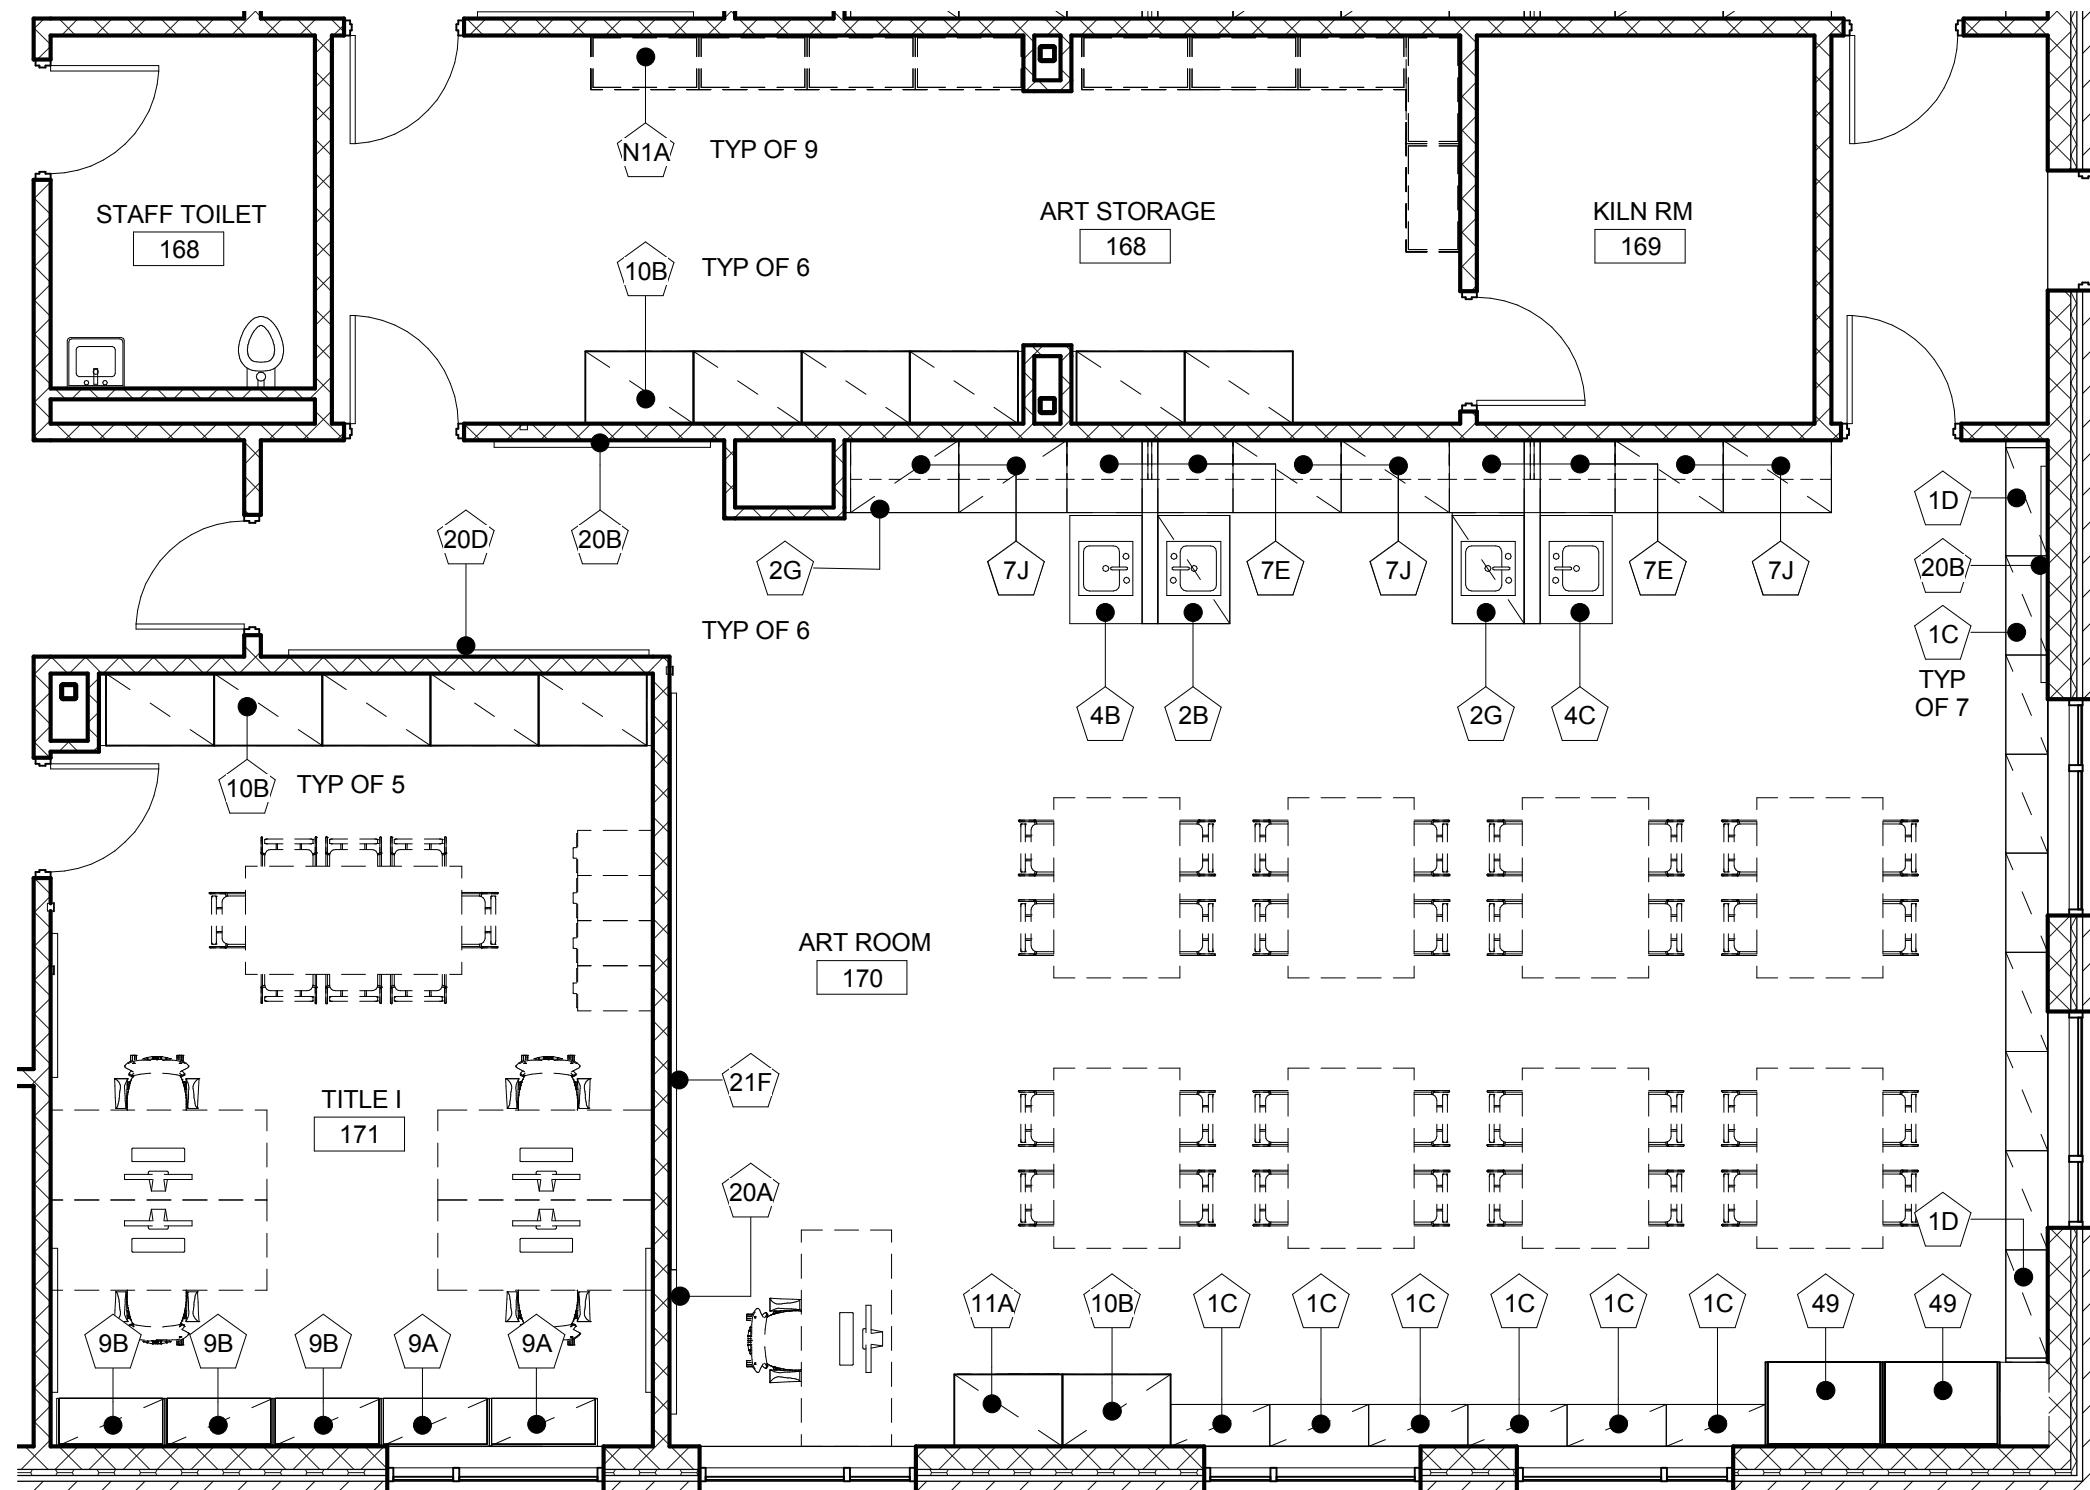 N1A
TYP OF 9
STAFF TOILET
168
ART STORAGE
168
KILN RM
169
10B
TYP OF 6
20D
20B
2G
7J
7E
7J
7E
7J
1D
20B
1C
TYP
OF 7
TYP OF 6
4B
2B
2G
4C
10B
TYP OF 5
ART ROOM
170
TITLE I
171
21F
20A
1D
11A
10B
1C
1C
1C
1C
1C
1C
49
49
9B
9B
9B
9A
9A